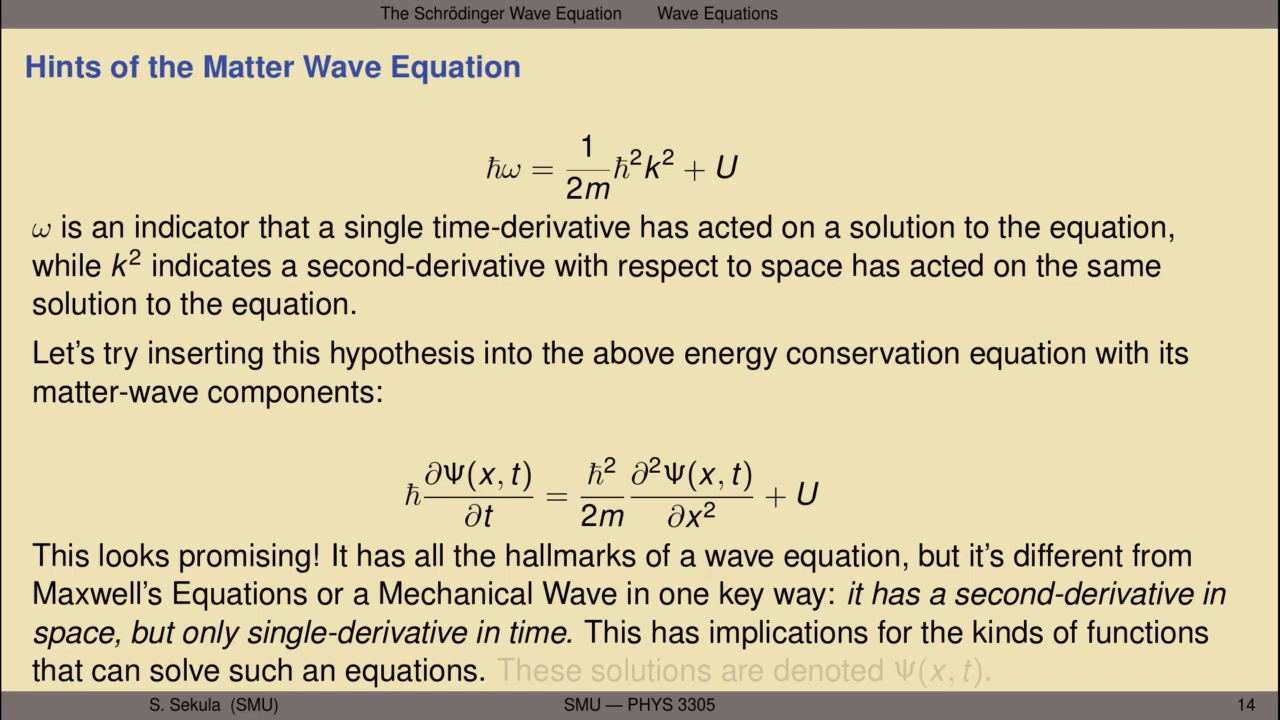 The Schrödinger Wave Equation Wave Equations
Hints of the Matter Wave Equation
ħω = 1/2m ħ²k² + U
ω is an indicator that a single time-derivative has acted on a solution to the equation,
while k² indicates a second-derivative with respect to space has acted on the same
solution to the equation.
Let's try inserting this hypothesis into the above energy conservation equation with its
matter-wave components:
ħ ∂Ψ(x, t)/∂t = ħ²/2m ∂²Ψ(x, t)/∂x² + U
This looks promising! It has all the hallmarks of a wave equation, but it's different from
Maxwell's Equations or a Mechanical Wave in one key way: it has a second-derivative in
space, but only single-derivative in time. This has implications for the kinds of functions
that can solve such an equations. These solutions are denoted Ψ(x, t).
S. Sekula (SMU) SMU — PHYS 3305 14